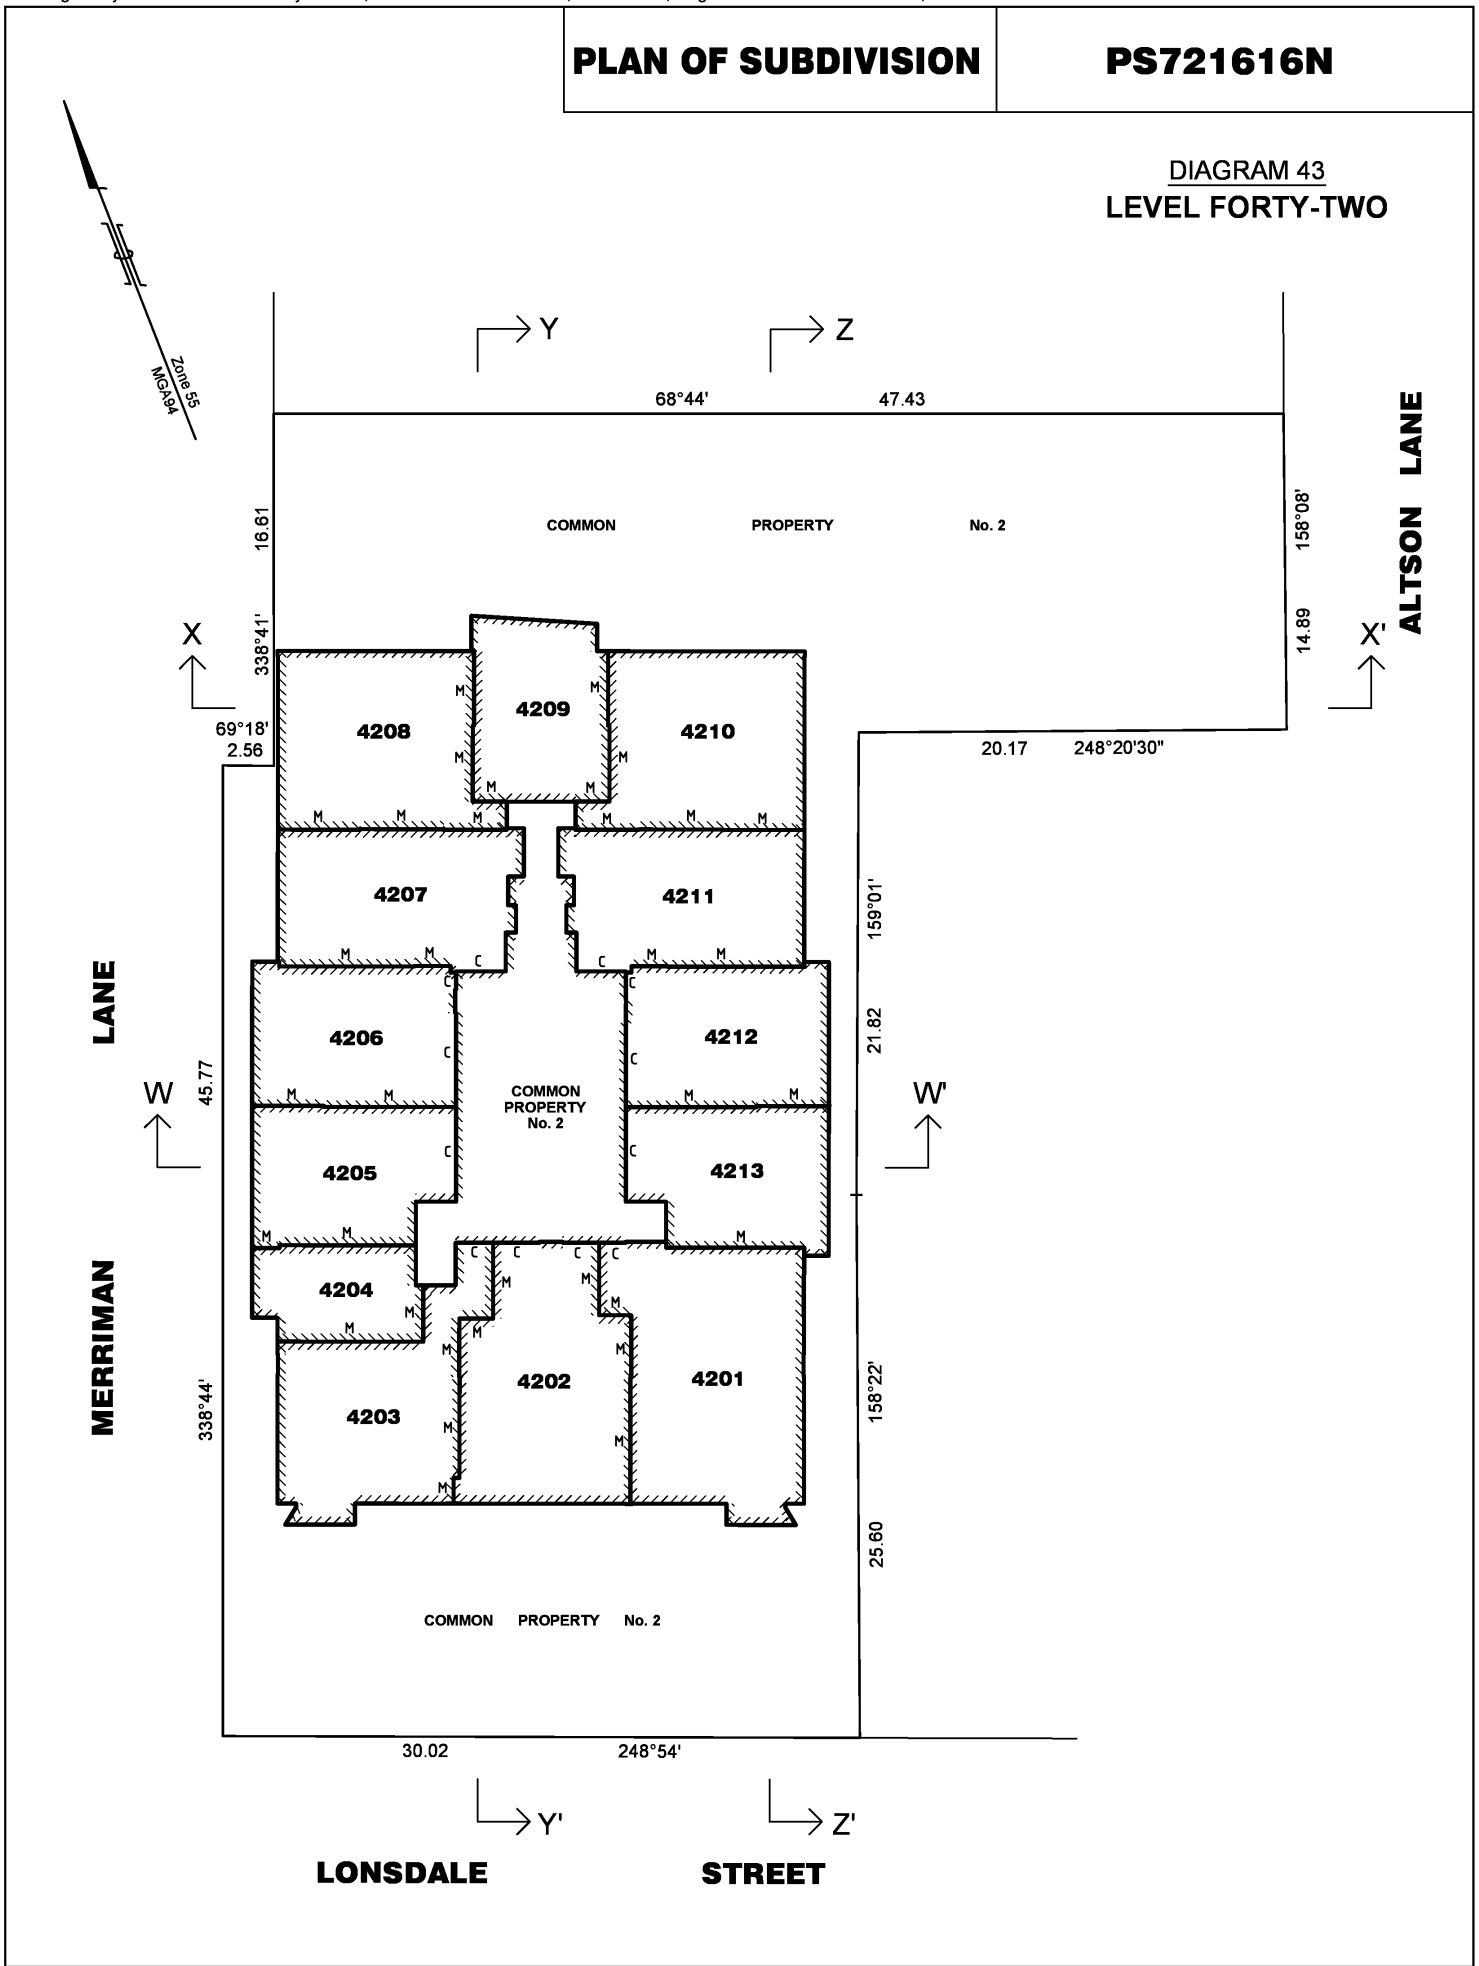 PLAN OF SUBDIVISION
PS721616N
DIAGRAM 43
LEVEL FORTY-TWO
Zone 55
MGA94
Y
Z
68°44' 47.43
ALTSON LANE
16.61
338°41'
COMMON PROPERTY No. 2
158°08'
14.89
X
X'
69°18'
2.56
4208
4209
4210
M
M
M
M
M
M
M
M
M
M
M
M
M
20.17 248°20'30"
4207
4211
M
M
C
C
M
M
159°01'
21.82
MERRIMAN LANE
45.77
338°44'
C
C
4206
4212
C
C
M
M
M
M
W
W'
COMMON
PROPERTY
No. 2
C
C
4205
4213
M
M
M
C
C
C
C
4204
M
M
M
M
M
M
M
M
4203
4202
4201
M
M
M
158°22'
25.60
COMMON PROPERTY No. 2
30.02 248°54'
Y'
Z'
LONSDALE STREET